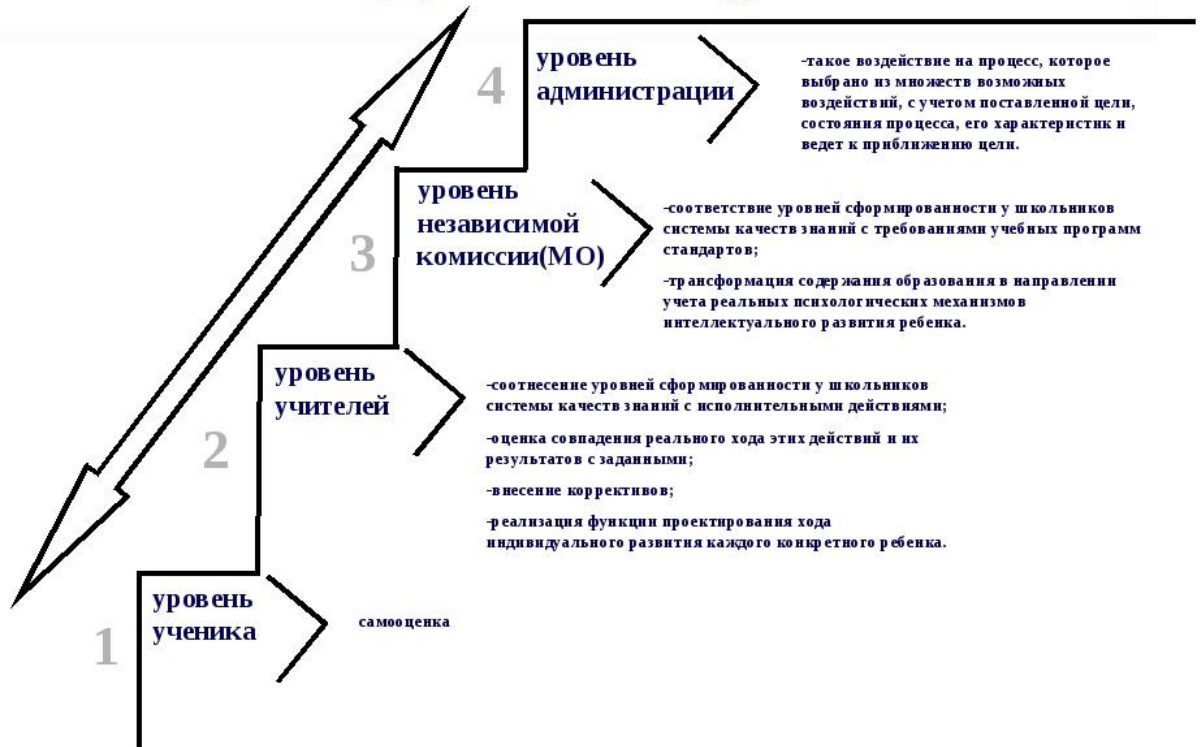 4
уровень
администрации
-такое воздействие на процесс, которое
выбрано из множеств возможных
воздействий, с учетом поставленной цели,
состояния процесса, его характеристик и
ведет к приближению цели.
3
уровень
независимой
комиссии(МО)
-соответствие уровней сформированности у школьников
системы качеств знаний с требованиями учебных программ
стандартов;
-трансформация содержания образования в направлении
учета реальных психологических механизмов
интеллектуального развития ребенка.
2
уровень
учителей
-соотнесение уровней сформированности у школьников
системы качеств знаний с исполнительными действиями;
-оценка совпадения реального хода этих действий и их
результатов с заданными;
-внесение коррективов;
-реализация функции проектирования хода
индивидуального развития каждого конкретного ребенка.
1
уровень
ученика
самооценка